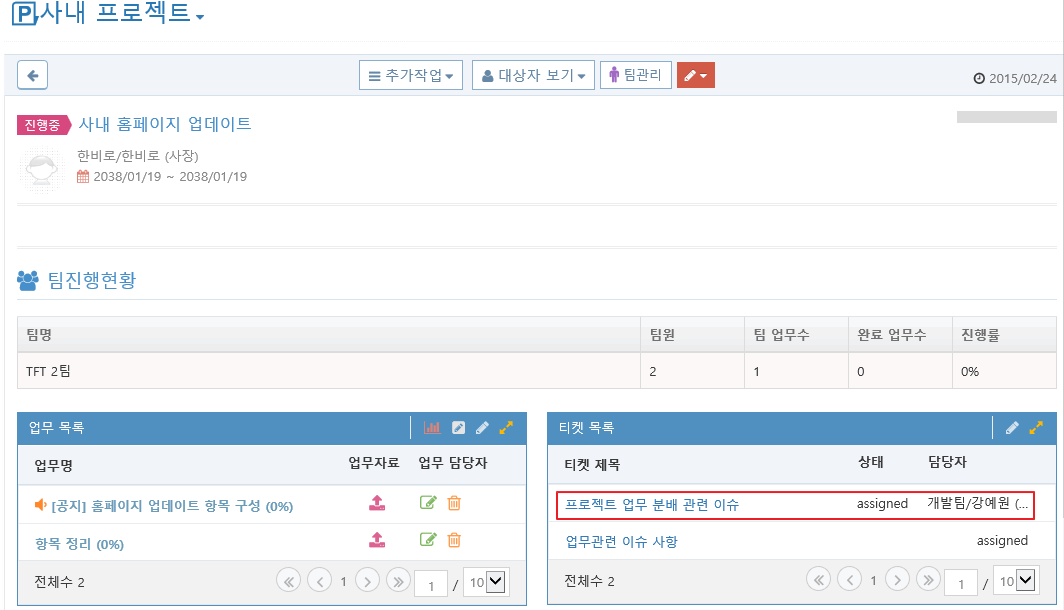 P사내 프로젝트
추가작업 대상자 보기 팀관리 2015/02/24
진행중 사내 홈페이지 업데이트
한비로/한비로 (사장)
2038/01/19 ~ 2038/01/19
팀진행현황
팀명 팀원 팀 업무수 완료 업무수 진행률
TFT 2팀 2 1 0 0%
업무 목록
업무명 업무자료 업무 담당자
[공지] 홈페이지 업데이트 항목 구성 (0%)
항목 정리 (0%)
전체수 2 1 1 / 10
티켓 목록
티켓 제목 상태 담당자
프로젝트 업무 분배 관련 이슈 assigned 개발팀/강예원 (...
업무관련 이슈 사항 assigned
전체수 2 1 1 / 10